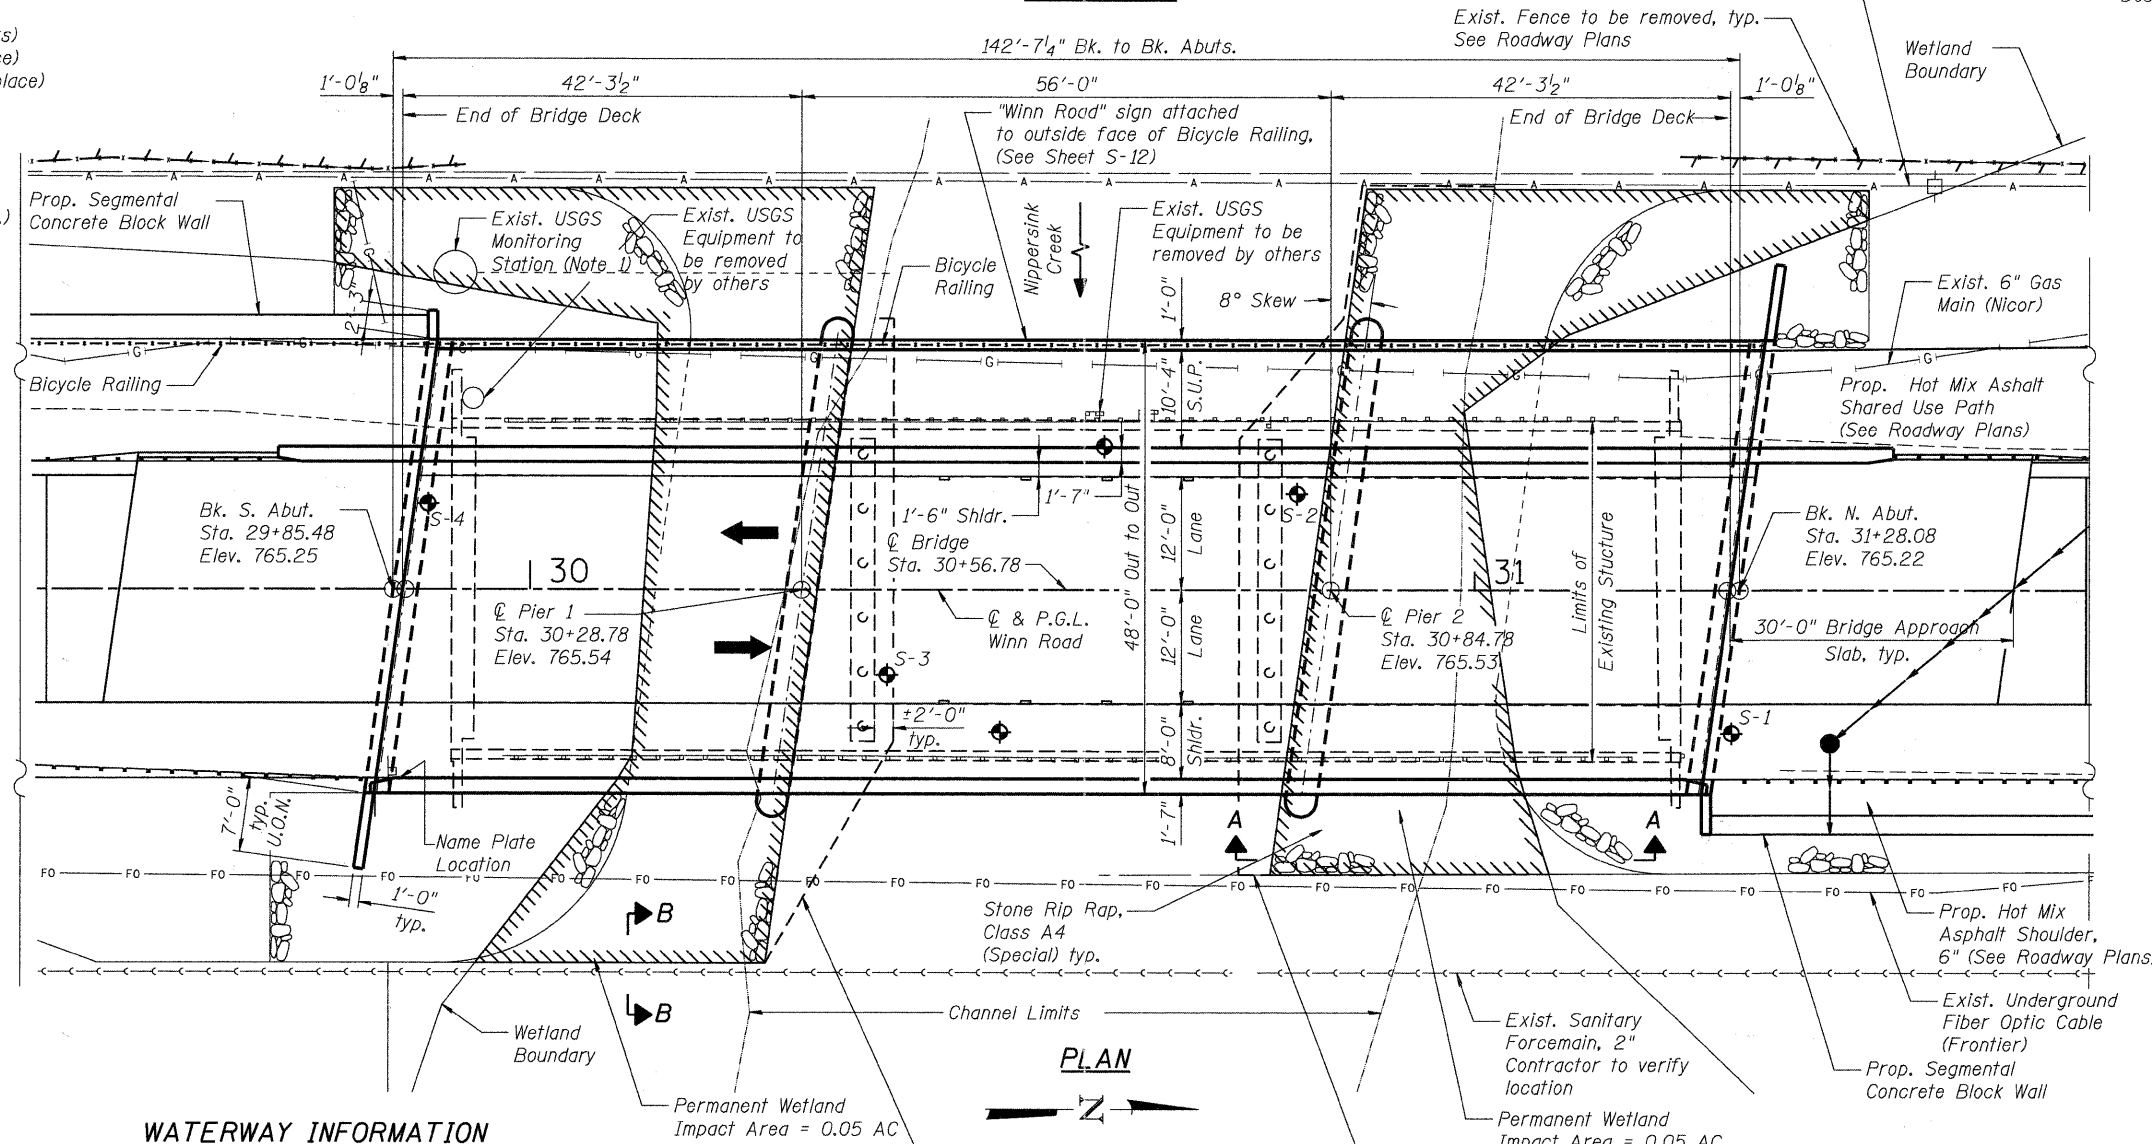 142'-7¼" Bk. to Bk. Abuts.
Exist. Fence to be removed, typ.
See Roadway Plans
Wetland
Boundary
1'-0⅛"
42'-3½"
56'-0"
42'-3½"
1'-0⅛"
End of Bridge Deck
"Winn Road" sign attached
to outside face of Bicycle Railing,
(See Sheet S-12)
End of Bridge Deck
Prop. Segmental
Concrete Block Wall
Exist. USGS
Monitoring
Station (Note 1)
Exist. USGS
Equipment to
be removed
by others
Bicycle
Railing
Nippersink
Creek
Exist. USGS
Equipment to be
removed by others
8° Skew
1'-0"
2'-3"
Exist. 6" Gas
Main (Nicor)
Bicycle Railing
10'-4"
S.U.P.
Prop. Hot Mix Ashalt
Shared Use Path
(See Roadway Plans)
1'-7"
1'-6" Shldr.
Bk. S. Abut.
Sta. 29+85.48
Elev. 765.25
S-4
30
℄ Bridge
Sta. 30+56.78
48'-0" Out to Out
12'-0"
Lane
S-2
31
Limits of
Existing Stucture
Bk. N. Abut.
Sta. 31+28.08
Elev. 765.22
℄ Pier 1
Sta. 30+28.78
Elev. 765.54
℄ & P.G.L.
Winn Road
12'-0"
Lane
℄ Pier 2
Sta. 30+84.78
Elev. 765.53
30'-0" Bridge Approach
Slab, typ.
S-3
±2'-0"
typ.
8'-0"
Shldr.
S-1
7'-0"
typ.
U.O.N.
Name Plate
Location
1'-7"
A
A
1'-0"
typ.
B
B
Stone Rip Rap,
Class A4
(Special) typ.
Prop. Hot Mix
Asphalt Shoulder,
6" (See Roadway Plans)
Channel Limits
Wetland
Boundary
Exist. Sanitary
Forcemain, 2"
Contractor to verify
location
Exist. Underground
Fiber Optic Cable
(Frontier)
Prop. Segmental
Concrete Block Wall
PLAN
Z
Permanent Wetland
Impact Area = 0.05 AC
Permanent Wetland
Impact Area = 0.05 AC
WATERWAY INFORMATION